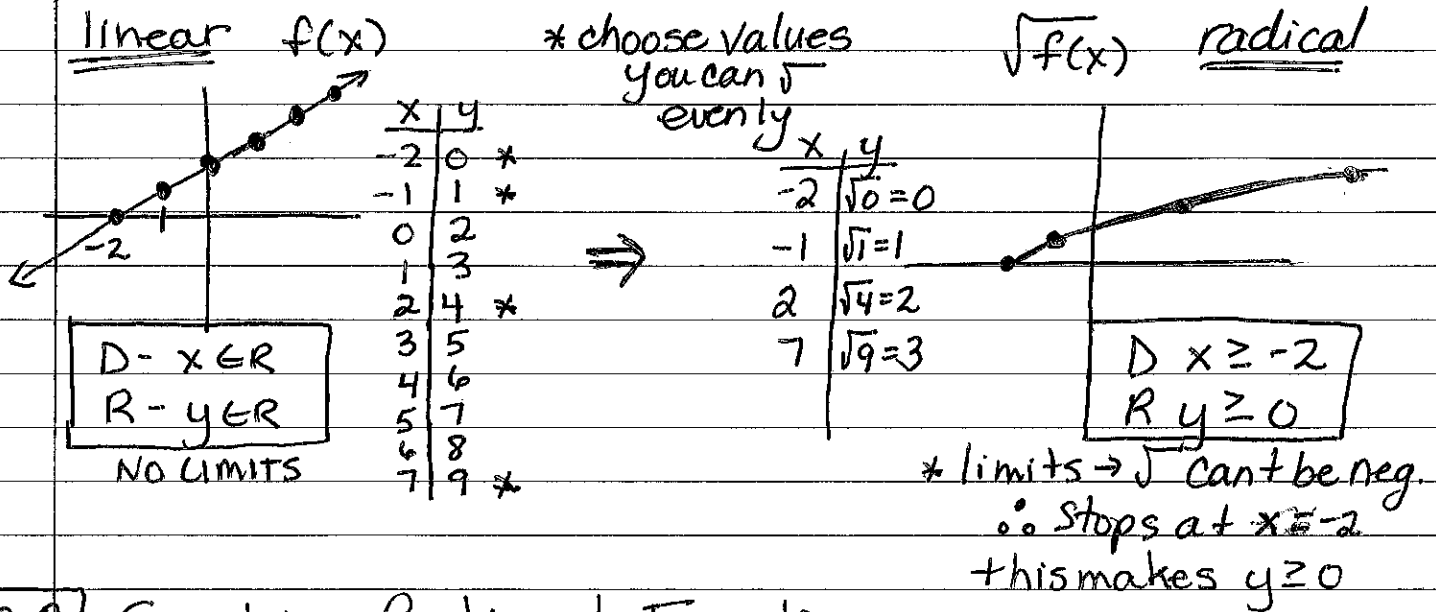 linear f(x)
* choose values
you can √
evenly
√f(x) radical
x | y
-2 | 0 *
-1 | 1 *
0 | 2
1 | 3
2 | 4 *
3 | 5
4 | 6
5 | 7
6 | 8
7 | 9 *
-2
1
D - x ∈ R
R - y ∈ R
NO LIMITS
⇒
x | y
-2 | √0 = 0
-1 | √1 = 1
2 | √4 = 2
7 | √9 = 3
D x ≥ -2
R y ≥ 0
* limits → √ can't be neg.
∴ stops at x = -2
this makes y ≥ 0